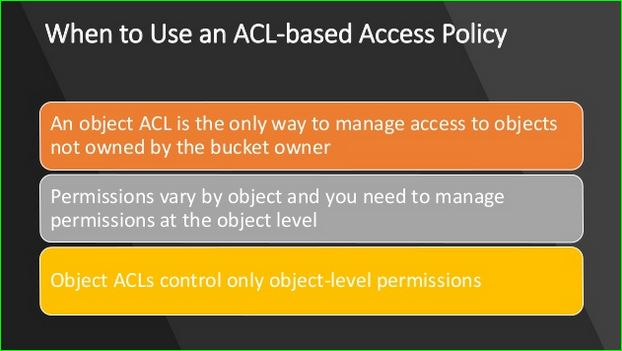 When to Use an ACL-based Access Policy
An object ACL is the only way to manage access to objects
not owned by the bucket owner
Permissions vary by object and you need to manage
permissions at the object level
Object ACLs control only object-level permissions